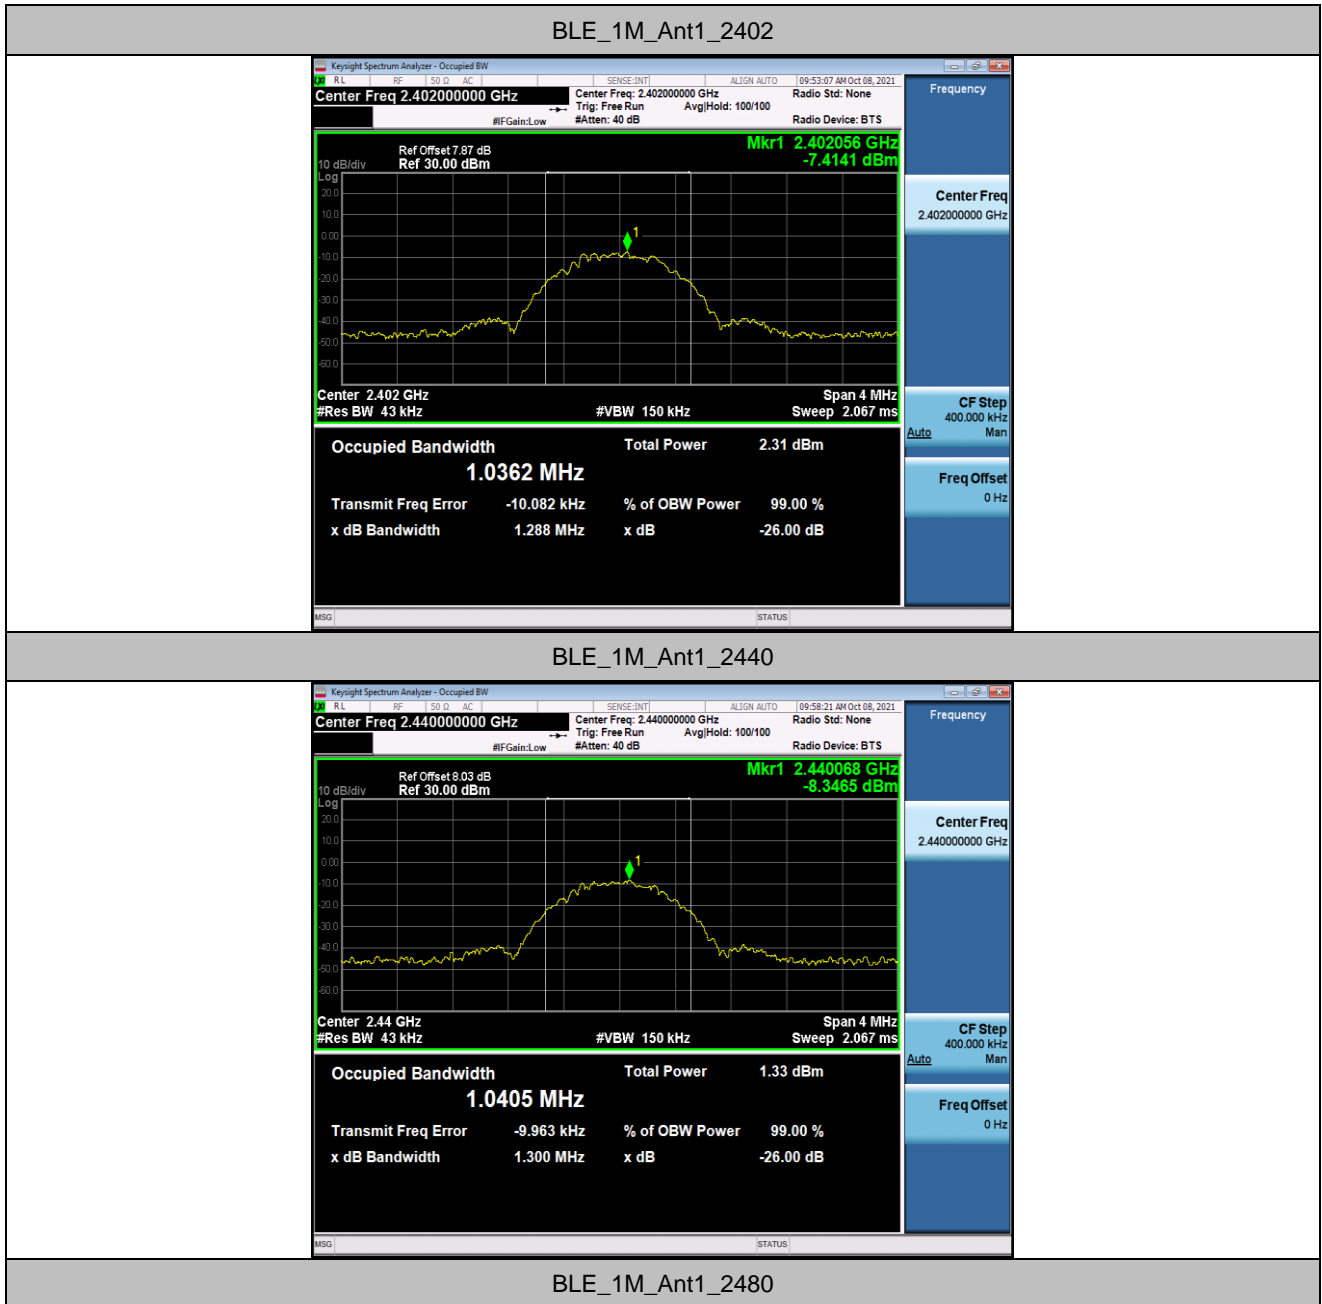 BLE_1M_Ant1_2402
Keysight Spectrum Analyzer - Occupied BW
LXI RL RF 50 Ω AC SENSE:INT ALIGN AUTO 09:53:07 AM Oct 08, 2021
Center Freq 2.402000000 GHz
Center Freq: 2.402000000 GHz Radio Std: None
Trig: Free Run Avg|Hold: 100/100
#IFGain:Low #Atten: 40 dB Radio Device: BTS
Frequency
Mkr1 2.402056 GHz
-7.4141 dBm
Ref Offset 7.87 dB
10 dB/div Ref 30.00 dBm
Log
20.0
10.0
0.00
-10.0
-20.0
-30.0
-40.0
-50.0
-60.0
1
Center Freq
2.402000000 GHz
Center 2.402 GHz Span 4 MHz
#Res BW 43 kHz #VBW 150 kHz Sweep 2.067 ms
CF Step
400.000 kHz
Auto Man
Occupied Bandwidth Total Power 2.31 dBm
1.0362 MHz
Transmit Freq Error -10.082 kHz % of OBW Power 99.00 %
x dB Bandwidth 1.288 MHz x dB -26.00 dB
Freq Offset
0 Hz
MSG STATUS
BLE_1M_Ant1_2440
Keysight Spectrum Analyzer - Occupied BW
LXI RL RF 50 Ω AC SENSE:INT ALIGN AUTO 09:58:21 AM Oct 08, 2021
Center Freq 2.440000000 GHz
Center Freq: 2.440000000 GHz Radio Std: None
Trig: Free Run Avg|Hold: 100/100
#IFGain:Low #Atten: 40 dB Radio Device: BTS
Frequency
Mkr1 2.440068 GHz
-8.3465 dBm
Ref Offset 8.03 dB
10 dB/div Ref 30.00 dBm
Log
20.0
10.0
0.00
-10.0
-20.0
-30.0
-40.0
-50.0
-60.0
1
Center Freq
2.440000000 GHz
Center 2.44 GHz Span 4 MHz
#Res BW 43 kHz #VBW 150 kHz Sweep 2.067 ms
CF Step
400.000 kHz
Auto Man
Occupied Bandwidth Total Power 1.33 dBm
1.0405 MHz
Transmit Freq Error -9.963 kHz % of OBW Power 99.00 %
x dB Bandwidth 1.300 MHz x dB -26.00 dB
Freq Offset
0 Hz
MSG STATUS
BLE_1M_Ant1_2480